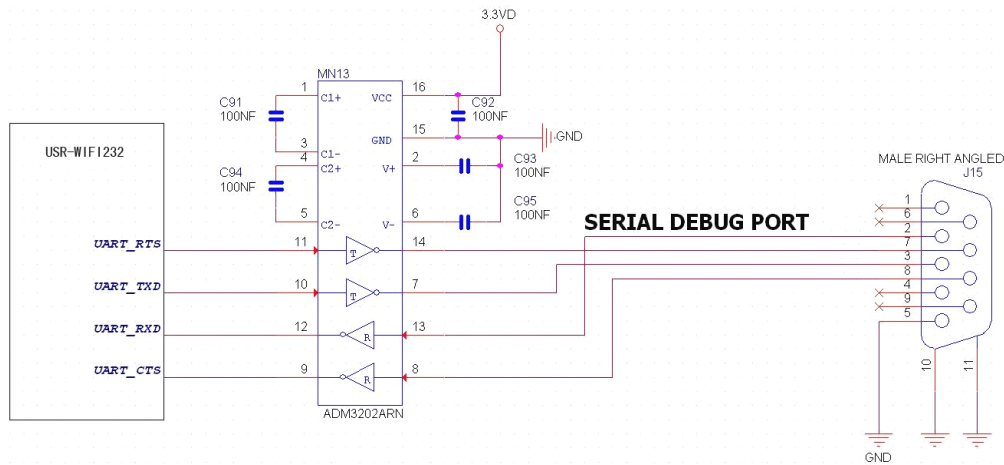 3.3VD
MN13
1 C1+ VCC 16
C91
100NF
C92
100NF
3 C1- GND 15
GND
4 C2+ V+ 2
C93
100NF
C94
100NF
5 C2- V- 6
C95
100NF
USR-WIFI232
MALE RIGHT ANGLED
J15
SERIAL DEBUG PORT
UART_RTS 11 T 14
UART_TXD 10 T 7
UART_RXD 12 R 13
UART_CTS 9 R 8
ADM3202ARN
1
6
2
7
3
8
4
9
5
10
11
GND